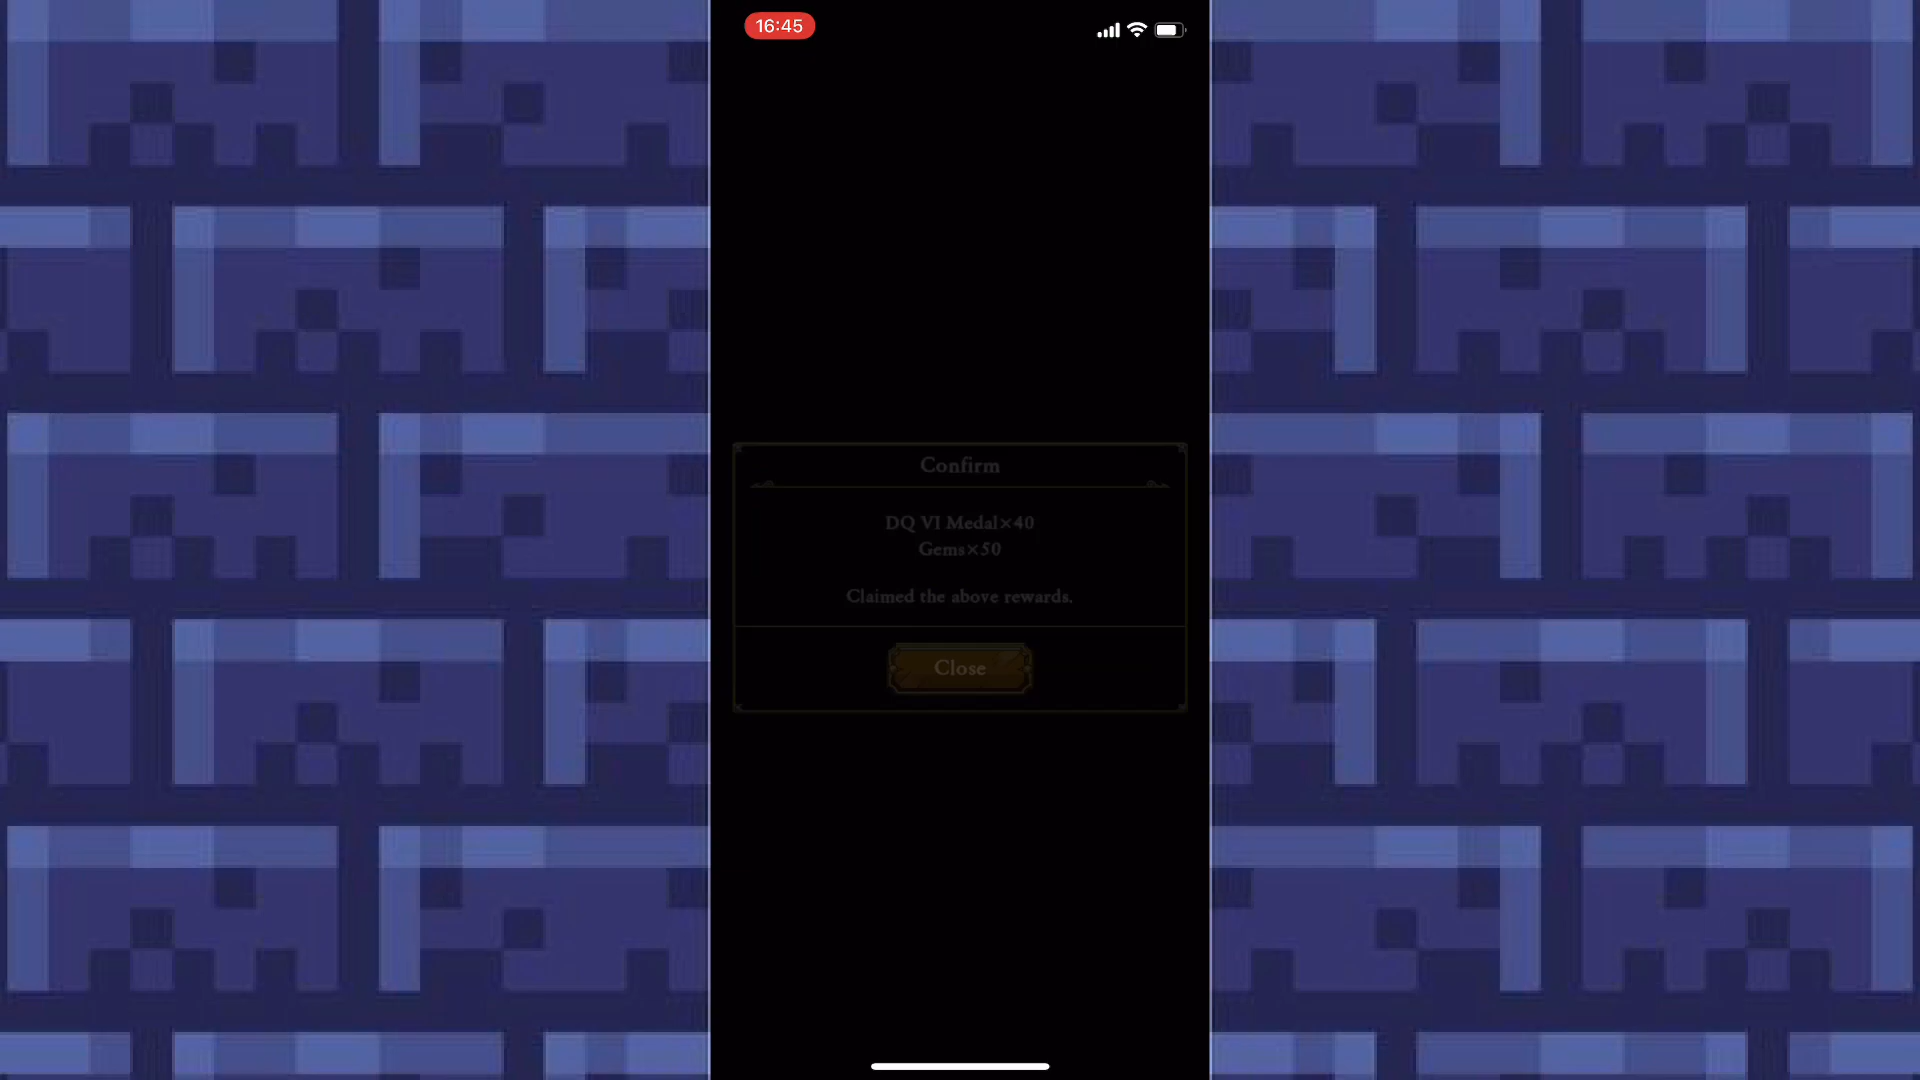 16:45
Confirm
DQ VI Medal×40
Gems×50
Claimed the above rewards.
Close